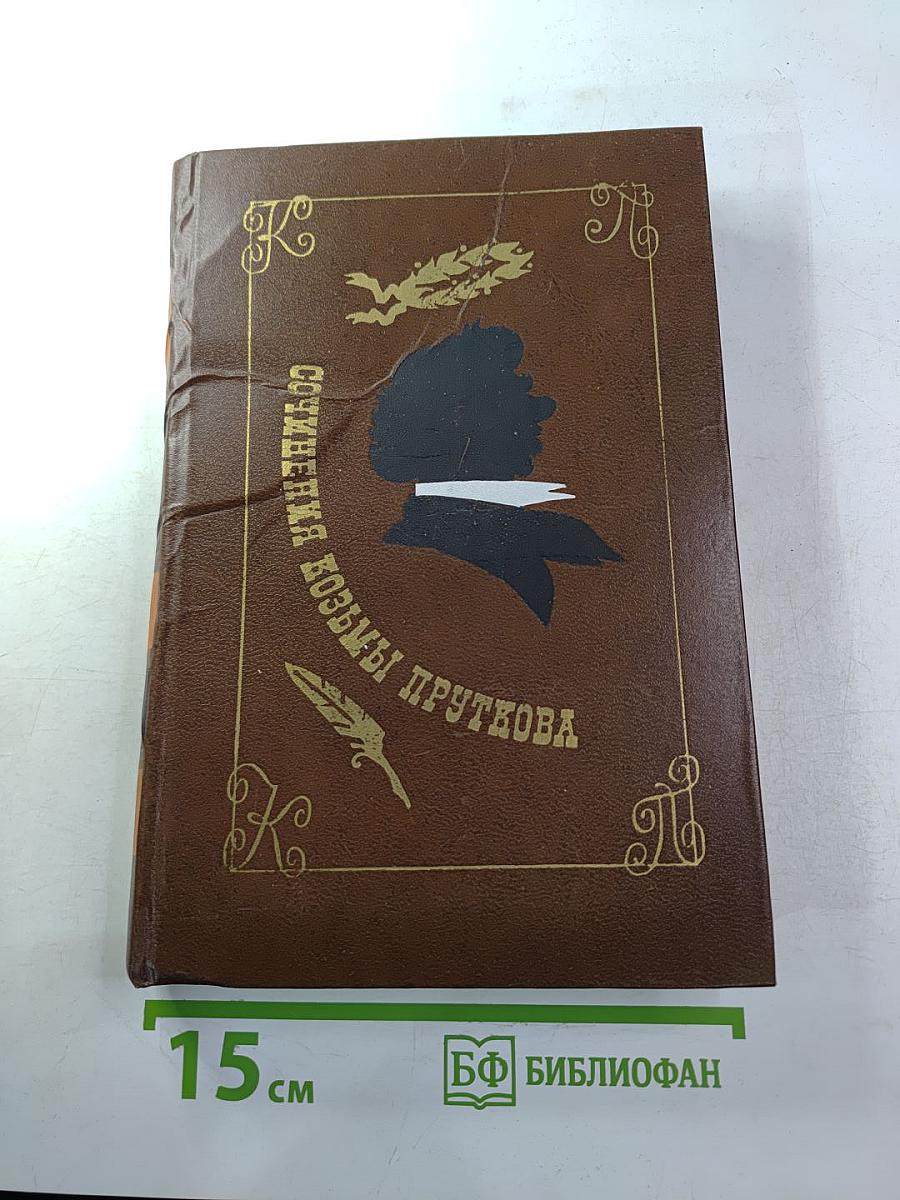 К П
СОЧИНЕНИЯ КОЗЬМЫ ПРУТКОВА
К П
15 см
БФ БИБЛИОФАН